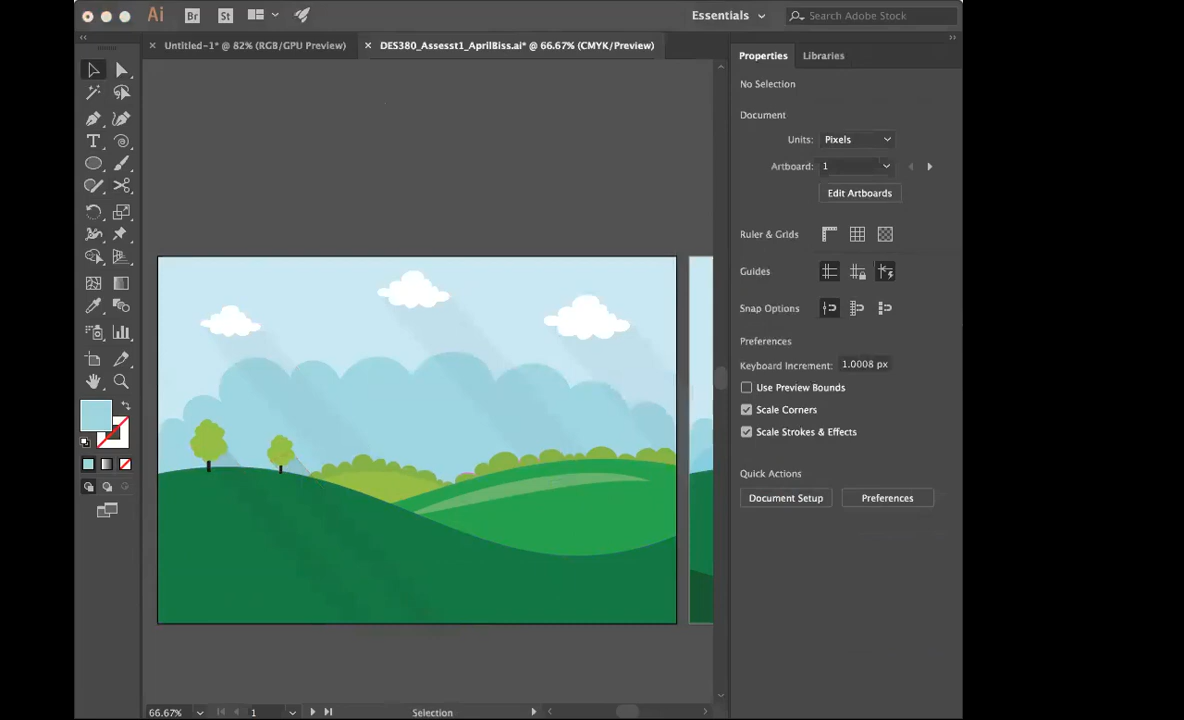 Ai Br St Essentials Search Adobe Stock
Untitled-1* @ 82% (RGB/GPU Preview) DES380_Assesst1_AprilBiss.ai* @ 66.67% (CMYK/Preview)
Properties Libraries
No Selection
Document
Units: Pixels
Artboard: 1
Edit Artboards
Ruler & Grids
Guides
Snap Options
Preferences
Keyboard Increment: 1.0008 px
Use Preview Bounds
Scale Corners
Scale Strokes & Effects
Quick Actions
Document Setup Preferences
66.67% 1 Selection